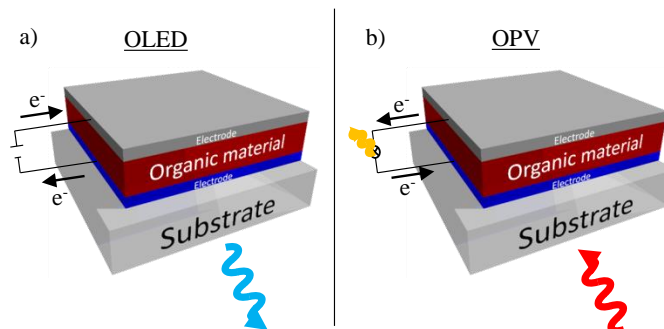 a)
OLED
e-
Electrode
Organic material
Electrode
e-
Substrate
b)
OPV
e-
Electrode
Organic material
Electrode
e-
Substrate